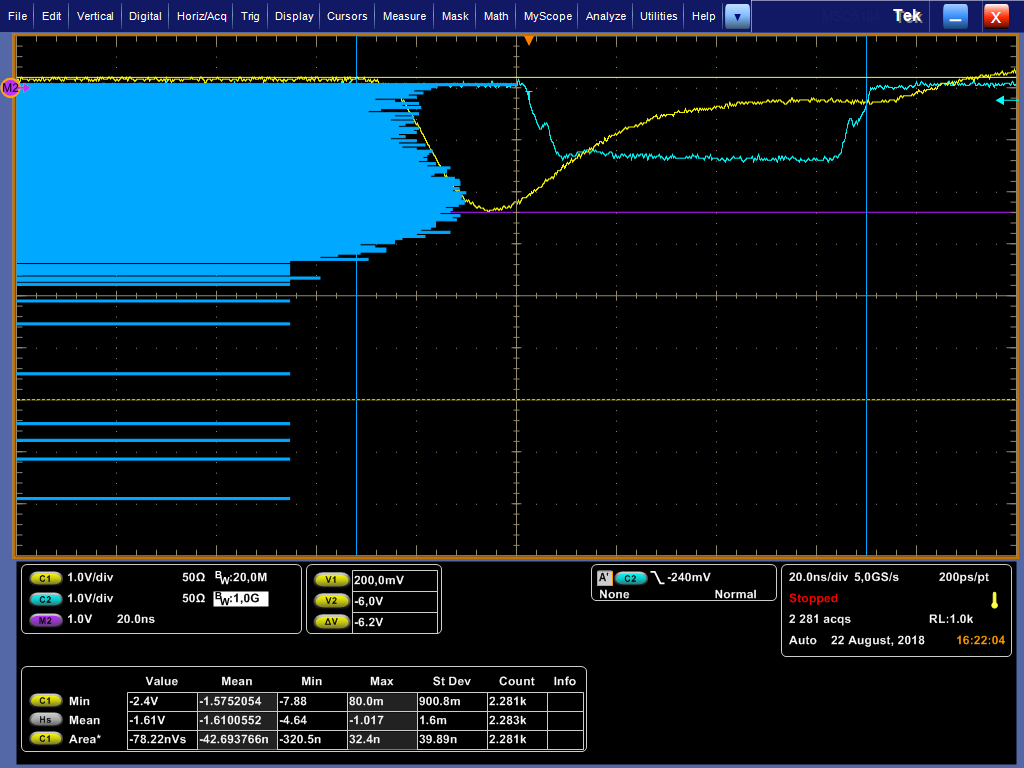 File Edit Vertical Digital Horiz/Acq Trig Display Cursors Measure Mask Math MyScope Analyze Utilities Help ▼ Tek X
M2
C1 1.0V/div 50Ω BW:20,0M
C2 1.0V/div 50Ω BW:1,0G
M2 1.0V 20.0ns
V1 200,0mV
V2 -6,0V
ΔV -6.2V
A' C2 -240mV
None Normal
20.0ns/div 5,0GS/s 200ps/pt
Stopped
2 281 acqs RL:1.0k
Auto 22 August, 2018 16:22:04
Value Mean Min Max St Dev Count Info
C1 Min -2.4V -1.5752054 -7.88 80.0m 900.8m 2.281k
Hs Mean -1.61V -1.6100552 -4.64 -1.017 1.6m 2.283k
C1 Area* -78.22nVs -42.693766n -320.5n 32.4n 39.89n 2.281k